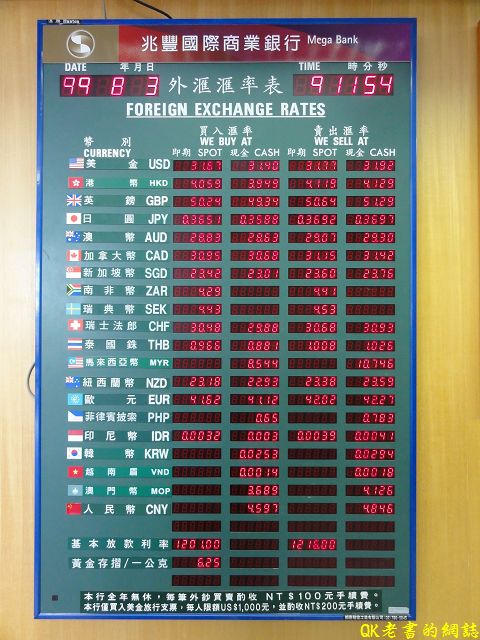 兆豐國際商業銀行 Mega Bank
DATE 年月日 TIME 時分秒
99 8 3 外滙滙率表 91154
FOREIGN EXCHANGE RATES
幣別 買入滙率 賣出滙率
WE BUY AT WE SELL AT
CURRENCY 即期 SPOT 現金 CASH 即期 SPOT 現金 CASH
美金 USD 31.67 31.40 31.77 31.92
港幣 HKD 4.059 3.949 4.119 4.129
英鎊 GBP 50.24 49.34 50.64 51.29
日圓 JPY 0.3651 0.3588 0.3692 0.3697
澳幣 AUD 28.83 28.63 29.07 29.30
加拿大幣 CAD 30.95 30.68 31.15 31.42
新加坡幣 SGD 23.42 23.01 23.60 23.76
南非幣 ZAR 4.29 4.41
瑞典幣 SEK 4.43 4.53
瑞士法郎 CHF 30.48 29.88 30.68 30.93
泰國銖 THB 0.966 0.881 1.008 1.026
馬來西亞幣 MYR 8.544 10.746
紐西蘭幣 NZD 23.18 22.93 23.38 23.59
歐元 EUR 41.62 41.12 42.02 42.27
菲律賓披索 PHP 0.65 0.783
印尼幣 IDR 0.0032 0.003 0.0039 0.0041
韓幣 KRW 0.0253 0.0294
越南盾 VND 0.0014 0.0018
澳門幣 MOP 3.689 4.126
人民幣 CNY 4.597 4.846
基本放款利率 1201.00 1216.00
黃金存摺/一公克 6.25
本行全年無休，每筆外鈔買賣酌收 NT＄100元手續費。
本行僅買入美金旅行支票，每人限額US＄1,000元，並酌收NT＄200元手續費。
QK老書的網誌